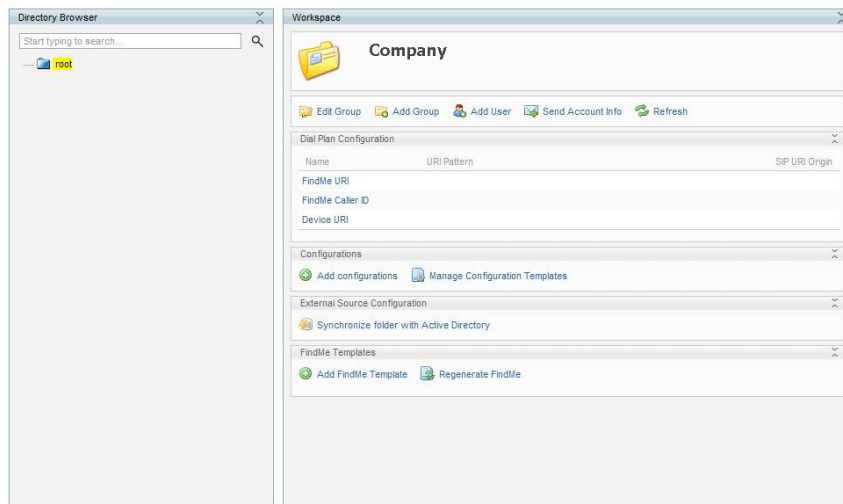 Directory Browser
Start typing to search...
root
Workspace
Company
Edit Group Add Group Add User Send Account Info Refresh
Dial Plan Configuration
Name URI Pattern SIP URI Origin
FindMe URI
FindMe Caller ID
Device URI
Configurations
Add configurations Manage Configuration Templates
External Source Configuration
Synchronize folder with Active Directory
FindMe Templates
Add FindMe Template Regenerate FindMe